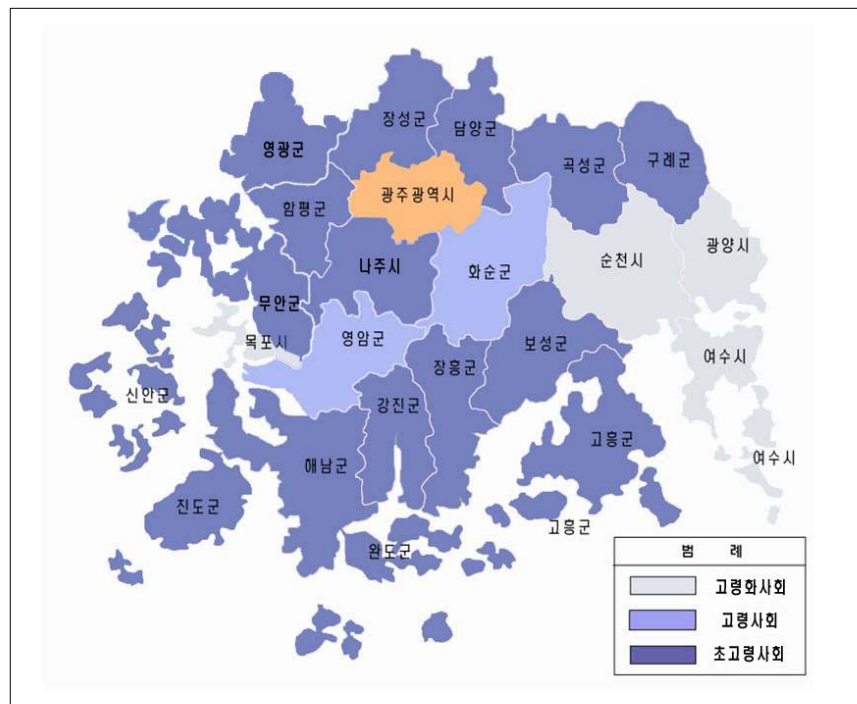 장성군
담양군
영광군
곡성군
구례군
광주광역시
함평군
광양시
나주시
화순군
순천시
무안군
목포시
영암군
보성군
여수시
장흥군
신안군
강진군
고흥군
해남군
여수시
진도군
고흥군
완도군
범 례
고령화사회
고령사회
초고령사회